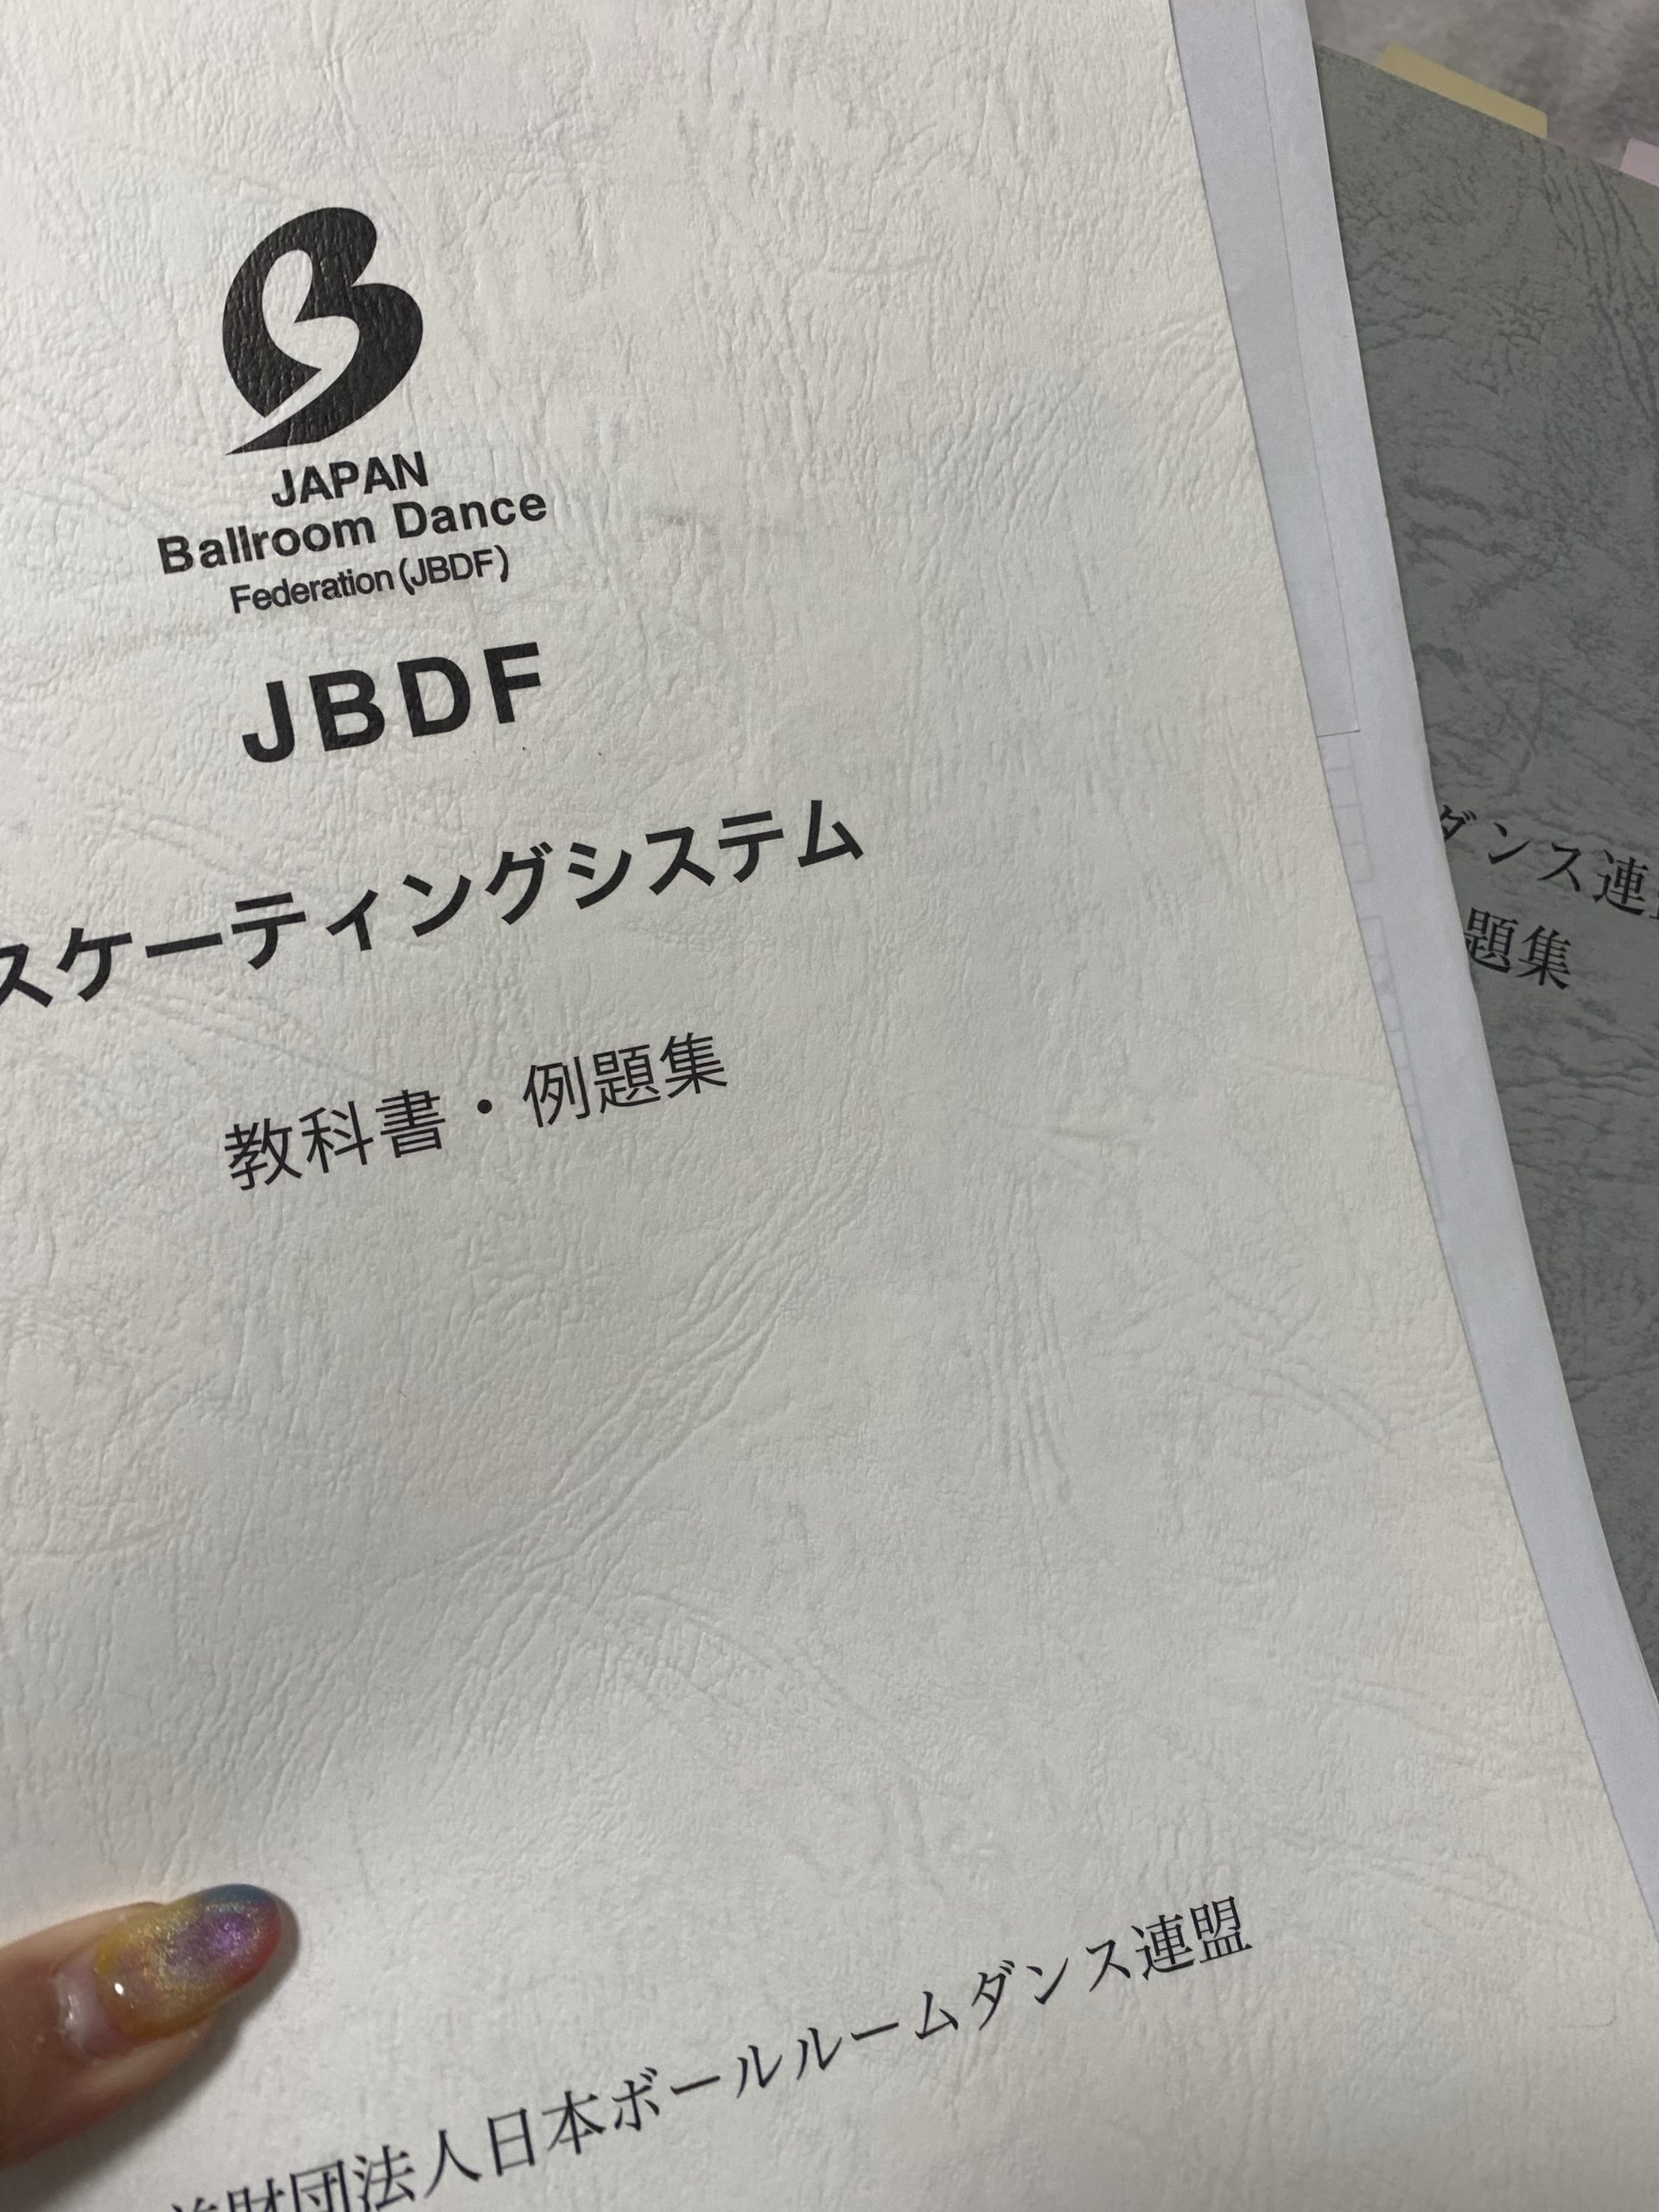 JAPAN
Ballroom Dance
Federation (JBDF)
JBDF
スケーティングシステム
教科書・例題集
財団法人日本ボールルームダンス連盟
ダンス連
題集